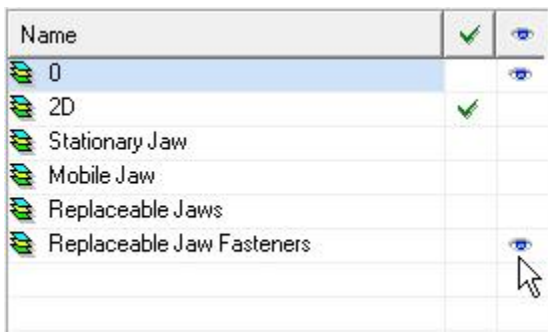 Name
0
2D
Stationary Jaw
Mobile Jaw
Replaceable Jaws
Replaceable Jaw Fasteners